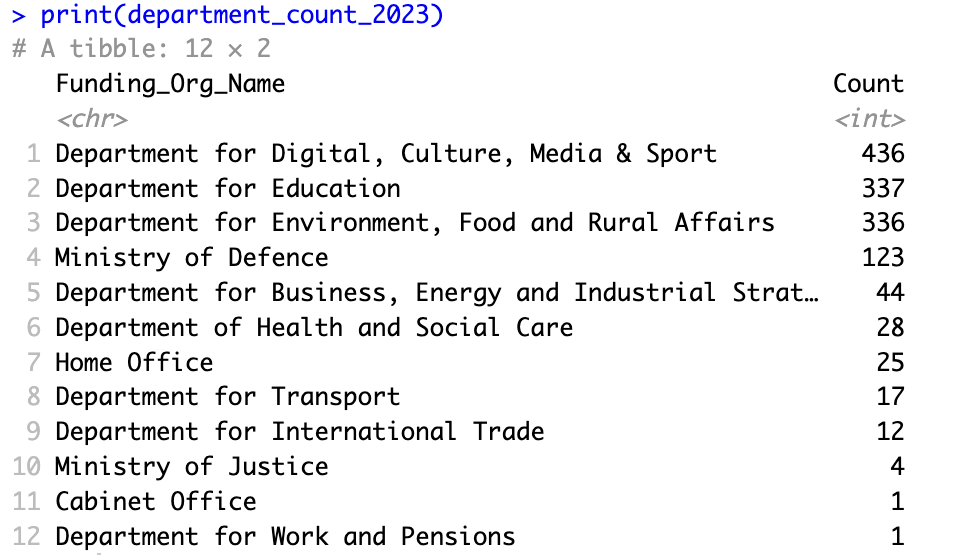 > print(department_count_2023)
# A tibble: 12 × 2
Funding_Org_Name Count
<chr> <int>
1 Department for Digital, Culture, Media & Sport 436
2 Department for Education 337
3 Department for Environment, Food and Rural Affairs 336
4 Ministry of Defence 123
5 Department for Business, Energy and Industrial Strat… 44
6 Department of Health and Social Care 28
7 Home Office 25
8 Department for Transport 17
9 Department for International Trade 12
10 Ministry of Justice 4
11 Cabinet Office 1
12 Department for Work and Pensions 1